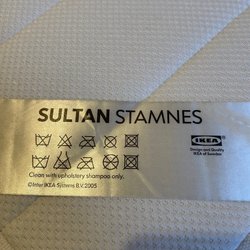 SULTAN STAMNES
IKEA
Design and Quality
IKEA of Sweden
Clean with upholstery shampoo only.
©Inter IKEA Systems B.V. 2005